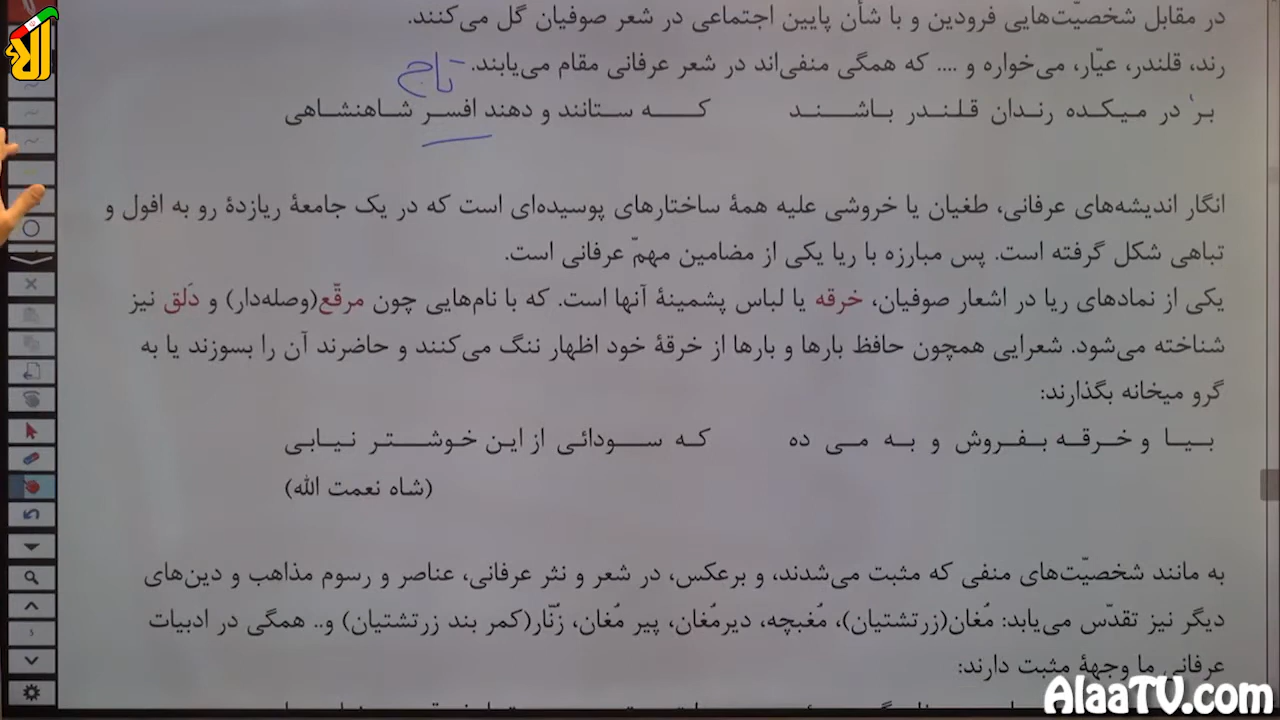 در مقابل شخصیّت‌هایی فرودین و با شأن پایین اجتماعی در شعر صوفیان گل می‌کنند.
رند، قلندر، عیّار، می‌خواره و .... که همگی منفی‌اند در شعر عرفانی مقام می‌یابند.
تاج
بر در میکده رندان قلندر باشند که ستانند و دهند افسر شاهنشاهی
انگار اندیشه‌های عرفانی، طغیان یا خروشی علیه همهٔ ساختارهای پوسیده‌ای است که در یک جامعهٔ ریازدهٔ رو به افول و
تباهی شکل گرفته است. پس مبارزه با ریا یکی از مضامین مهمّ عرفانی است.
یکی از نمادهای ریا در اشعار صوفیان، خرقه یا لباس پشمینهٔ آنها است. که با نام‌هایی چون مرقّع(وصله‌دار) و دَلق نیز
شناخته می‌شود. شعرایی همچون حافظ بارها و بارها از خرقهٔ خود اظهار ننگ می‌کنند و حاضرند آن را بسوزند یا به
گرو میخانه بگذارند:
بیا و خرقه بفروش و به می ده که سودائی از این خوشتر نیابی
(شاه نعمت الله)
به مانند شخصیّت‌های منفی که مثبت می‌شدند، و برعکس، در شعر و نثر عرفانی، عناصر و رسوم مذاهب و دین‌های
دیگر نیز تقدّس می‌یابد: مُغان(زرتشتیان)، مُغبچه، دیرمُغان، پیر مُغان، زُنّار(کمر بند زرتشتیان) و.. همگی در ادبیات
عرفانی ما وجههٔ مثبت دارند:
AlaaTV.com